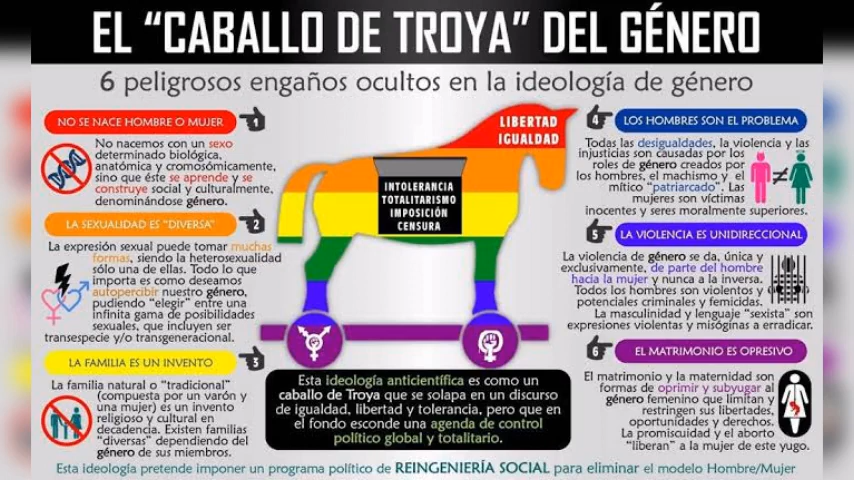 EL “CABALLO DE TROYA” DEL GÉNERO
6 peligrosos engaños ocultos en la ideología de género
NO SE NACE HOMBRE O MUJER
1
No nacemos con un sexo
determinado biológica,
anatómica y cromosómicamente,
sino que éste se aprende y se
construye social y culturalmente,
denominándose género.
LA SEXUALIDAD ES “DIVERSA”
2
La expresión sexual puede tomar muchas
formas, siendo la heterosexualidad
sólo una de ellas. Todo lo que
importa es como deseamos
autopercibir nuestro género,
pudiendo “elegir” entre una
infinita gama de posibilidades
sexuales, que incluyen ser
transespecie y/o transgeneracional.
LA FAMILIA ES UN INVENTO
3
La familia natural o “tradicional”
(compuesta por un varón y
una mujer) es un invento
religioso y cultural en
decadencia. Existen familias
“diversas” dependiendo del
género de sus miembros.
LIBERTAD
IGUALDAD
INTOLERANCIA
TOTALITARISMO
IMPOSICIÓN
CENSURA
Esta ideología anticientífica es como un
caballo de Troya que se solapa en un discurso
de igualdad, libertad y tolerancia, pero que en
el fondo esconde una agenda de control
político global y totalitario.
4
LOS HOMBRES SON EL PROBLEMA
Todas las desigualdades, la violencia y las
injusticias son causadas por los
roles de género creados por
los hombres, el machismo y el
mítico “patriarcado”. Las
mujeres son víctimas
inocentes y seres moralmente superiores.
5
LA VIOLENCIA ES UNIDIRECCIONAL
La violencia de género se da, única y
exclusivamente, de parte del hombre
hacia la mujer y nunca a la inversa.
Todos los hombres son violentos y
potenciales criminales y femicidas.
La masculinidad y lenguaje “sexista” son
expresiones violentas y misóginas a erradicar.
6
EL MATRIMONIO ES OPRESIVO
El matrimonio y la maternidad son
formas de oprimir y subyugar al
género femenino que limitan y
restringen sus libertades,
oportunidades y derechos.
La promiscuidad y el aborto
“liberan” a la mujer de este yugo.
Esta ideología pretende imponer un programa político de REINGENIERÍA SOCIAL para eliminar el modelo Hombre/Mujer